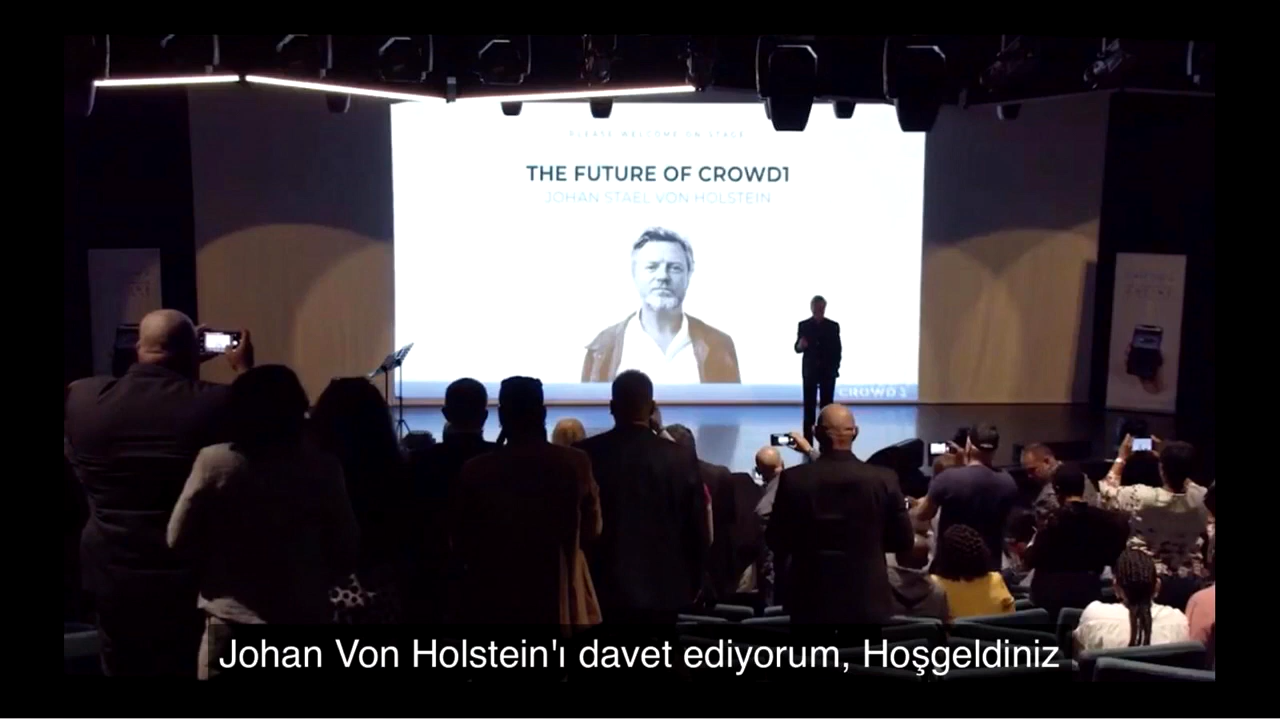 PLEASE WELCOME ON STAGE
THE FUTURE OF CROWD1
JOHAN STAEL VON HOLSTEIN
CROWD1
Johan Von Holstein'ı davet ediyorum, Hoşgeldiniz